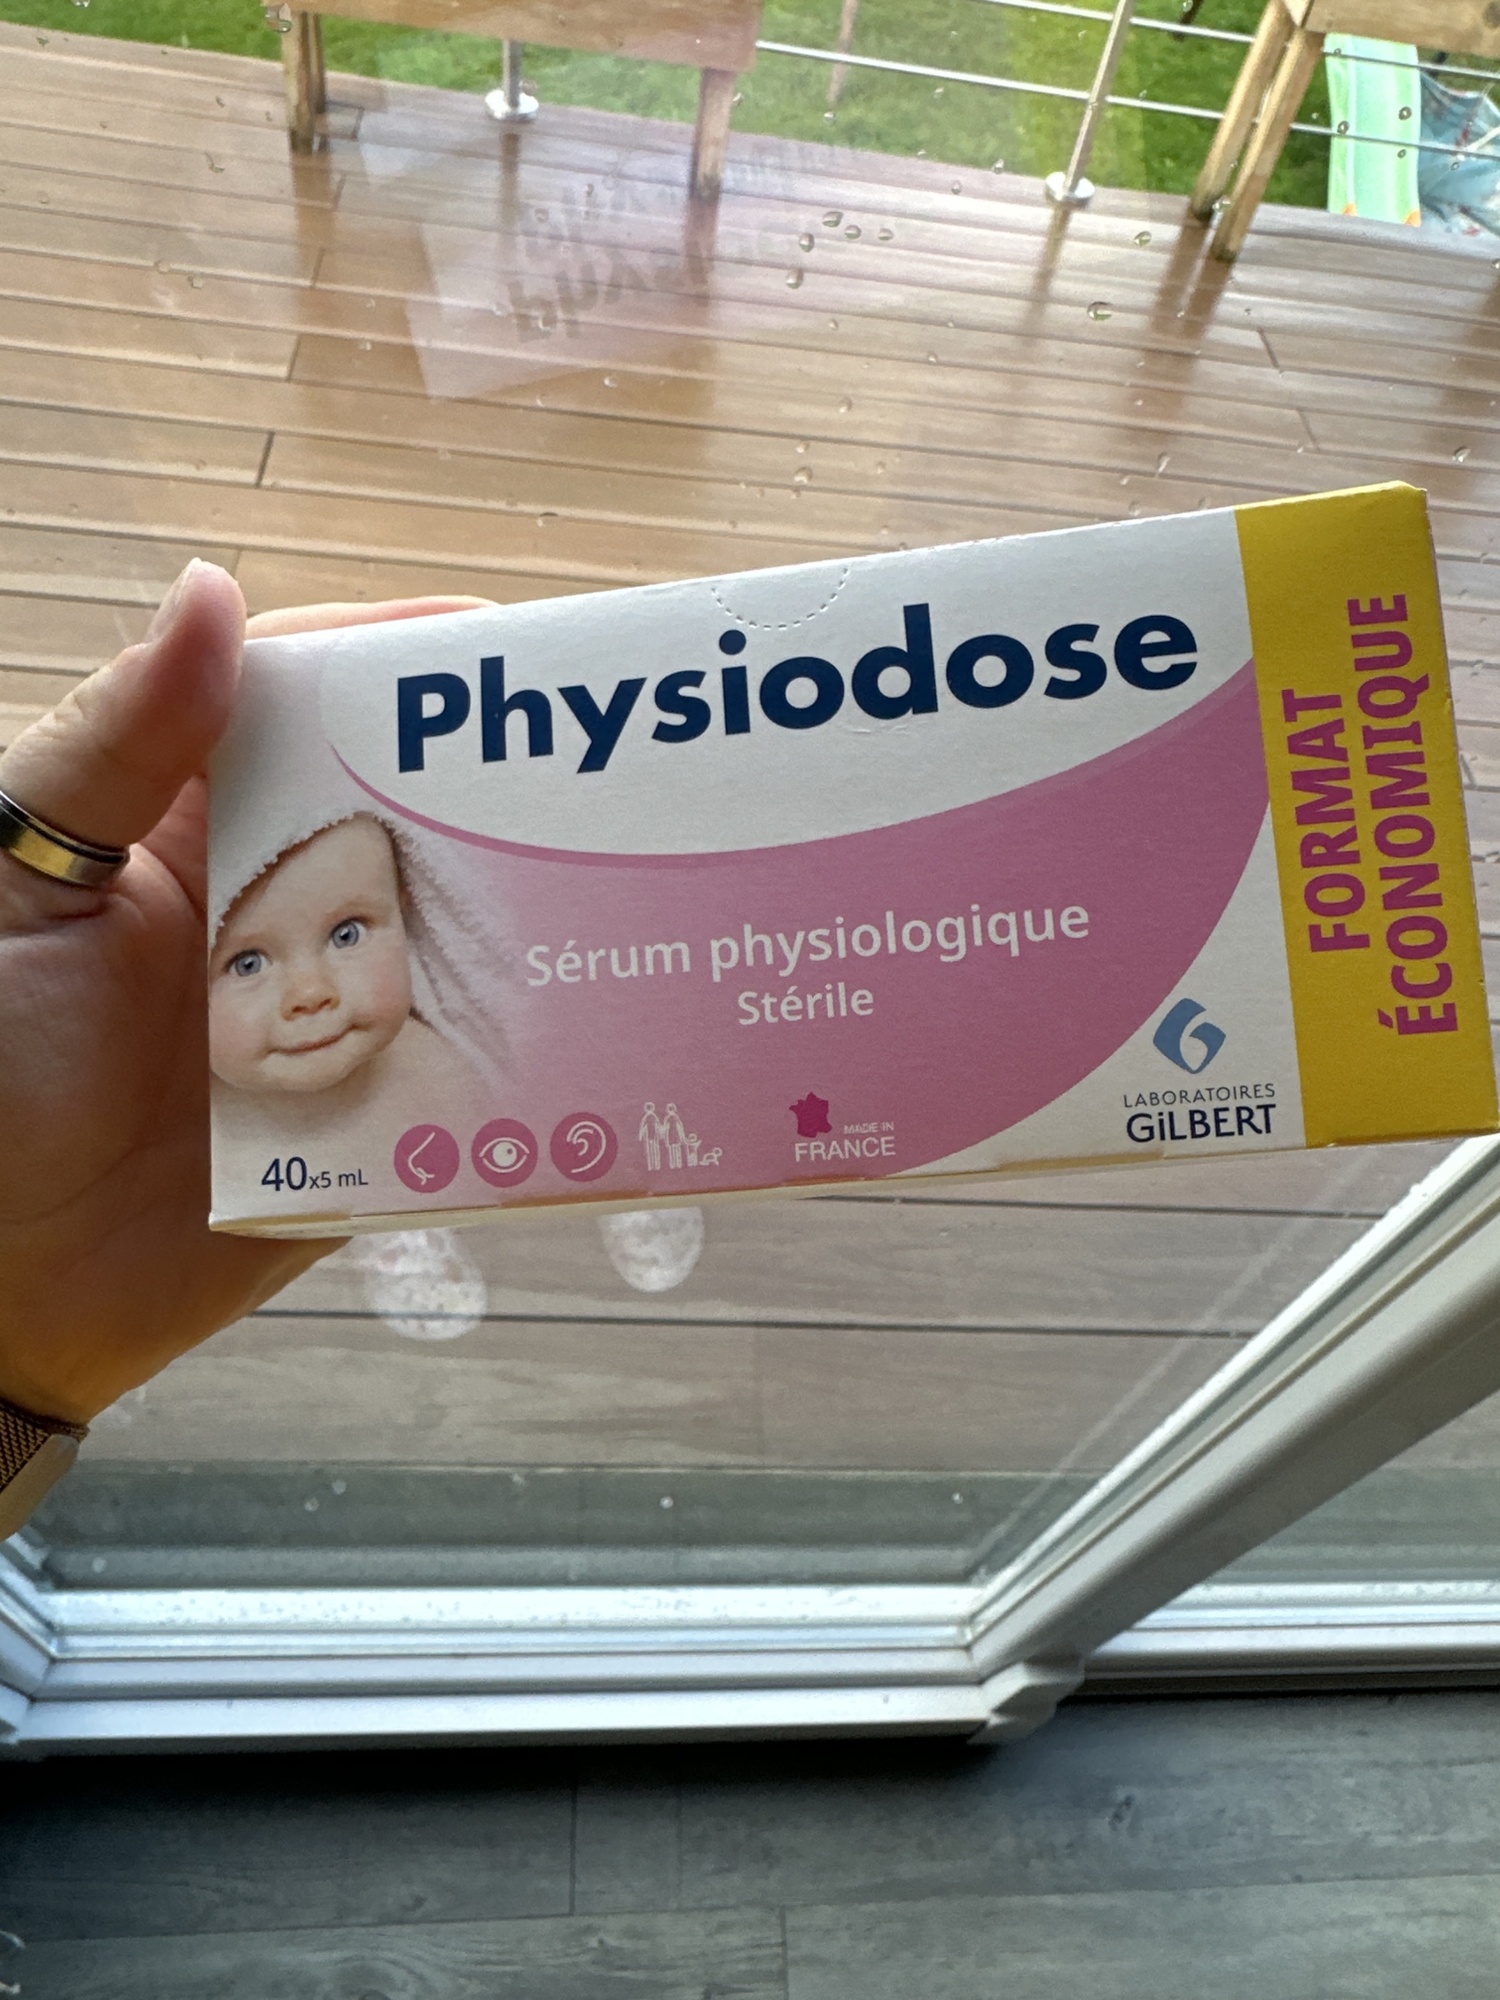 Physiodose
Sérum physiologique
Stérile
40x5 mL
MADE IN
FRANCE
LABORATOIRES
GiLBERT
FORMAT
ÉCONOMIQUE